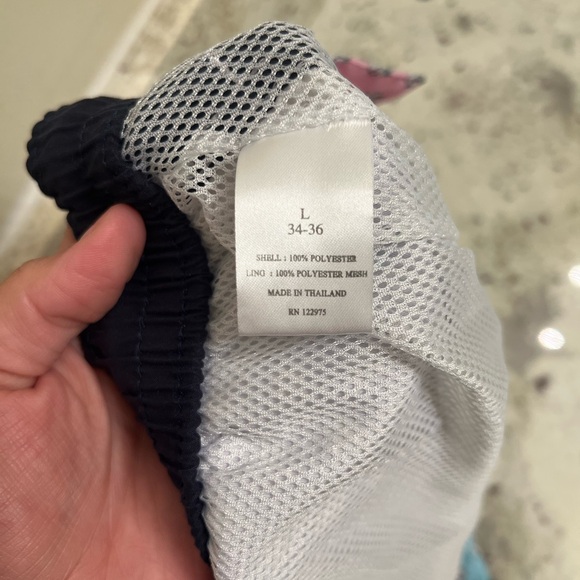 L
34-36
SHELL : 100% POLYESTER
LING : 100% POLYESTER MESH
MADE IN THAILAND
RN 122975